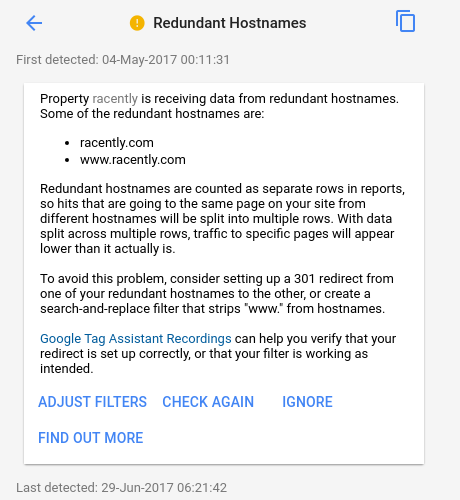 Redundant Hostnames
First detected: 04-May-2017 00:11:31
Property racently is receiving data from redundant hostnames.
Some of the redundant hostnames are:
• racently.com
• www.racently.com
Redundant hostnames are counted as separate rows in reports,
so hits that are going to the same page on your site from
different hostnames will be split into multiple rows. With data
split across multiple rows, traffic to specific pages will appear
lower than it actually is.
To avoid this problem, consider setting up a 301 redirect from
one of your redundant hostnames to the other, or create a
search-and-replace filter that strips "www." from hostnames.
Google Tag Assistant Recordings can help you verify that your
redirect is set up correctly, or that your filter is working as
intended.
ADJUST FILTERS CHECK AGAIN IGNORE
FIND OUT MORE
Last detected: 29-Jun-2017 06:21:42